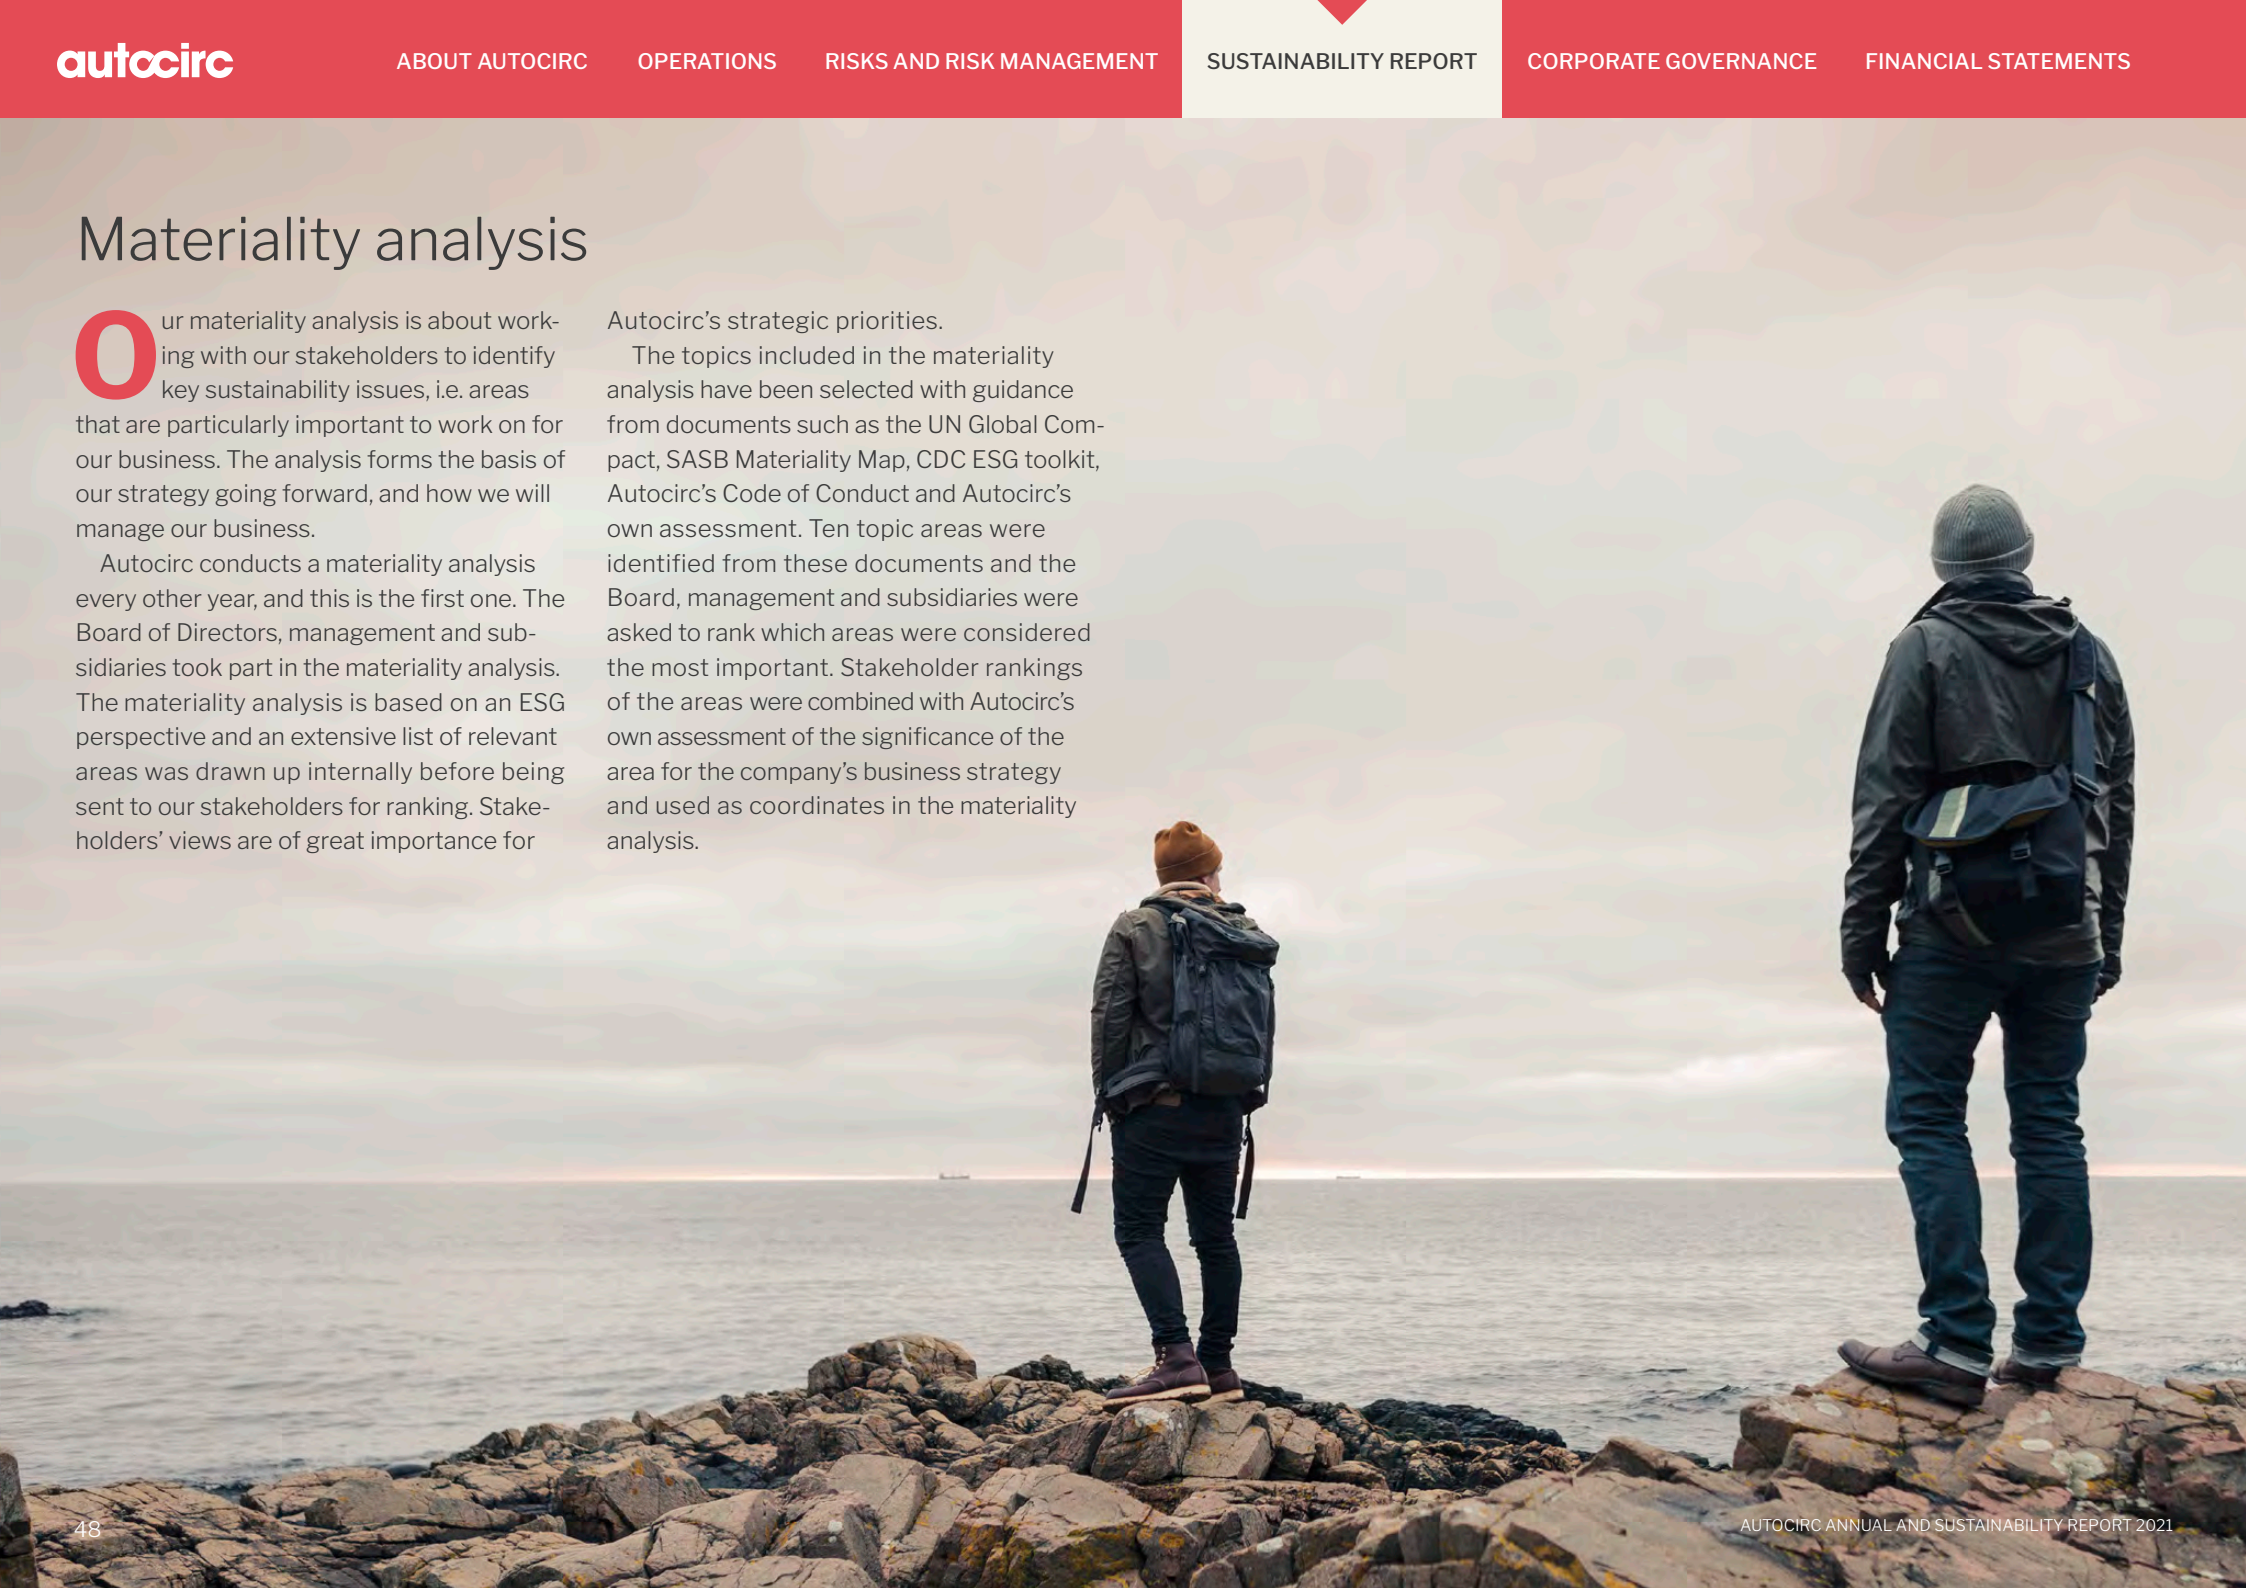 autocirc
ABOUT AUTOCIRC
OPERATIONS
RISKS AND RISK MANAGEMENT
SUSTAINABILITY REPORT
CORPORATE GOVERNANCE
FINANCIAL STATEMENTS
Materiality analysis
Our materiality analysis is about work-
ing with our stakeholders to identify
key sustainability issues, i.e. areas
that are particularly important to work on for
our business. The analysis forms the basis of
our strategy going forward, and how we will
manage our business.
Autocirc conducts a materiality analysis
every other year, and this is the first one. The
Board of Directors, management and sub-
sidiaries took part in the materiality analysis.
The materiality analysis is based on an ESG
perspective and an extensive list of relevant
areas was drawn up internally before being
sent to our stakeholders for ranking. Stake-
holders’ views are of great importance for
Autocirc’s strategic priorities.
The topics included in the materiality
analysis have been selected with guidance
from documents such as the UN Global Com-
pact, SASB Materiality Map, CDC ESG toolkit,
Autocirc’s Code of Conduct and Autocirc’s
own assessment. Ten topic areas were
identified from these documents and the
Board, management and subsidiaries were
asked to rank which areas were considered
the most important. Stakeholder rankings
of the areas were combined with Autocirc’s
own assessment of the significance of the
area for the company’s business strategy
and used as coordinates in the materiality
analysis.
48
AUTOCIRC ANNUAL AND SUSTAINABILITY REPORT 2021